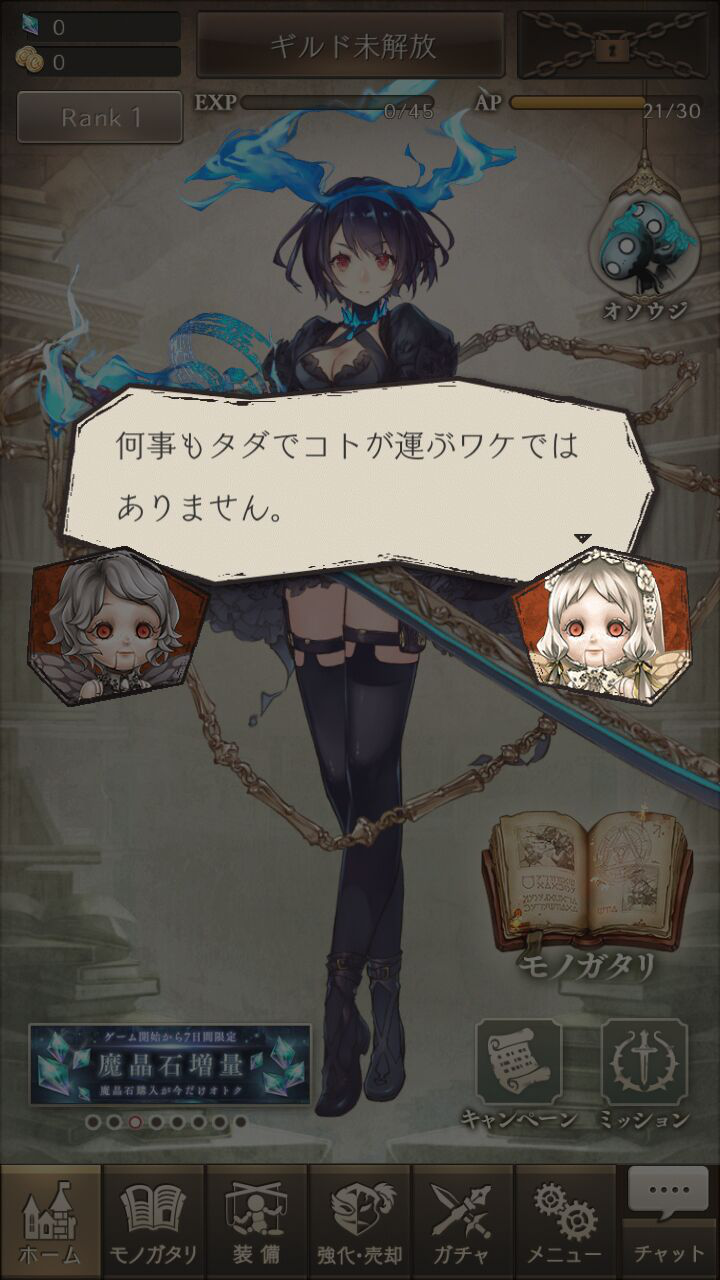 0
ギルド未解放
0
Rank 1
EXP
0/45
AP
21/30
オソウジ
何事もタダでコトが運ぶワケでは
ありません。
モノガタリ
ゲーム開始から7日間限定
魔晶石増量
魔晶石購入が今だけオトク
キャンペーン
ミッション
ホーム
モノガタリ
装備
強化・売却
ガチャ
メニュー
チャット